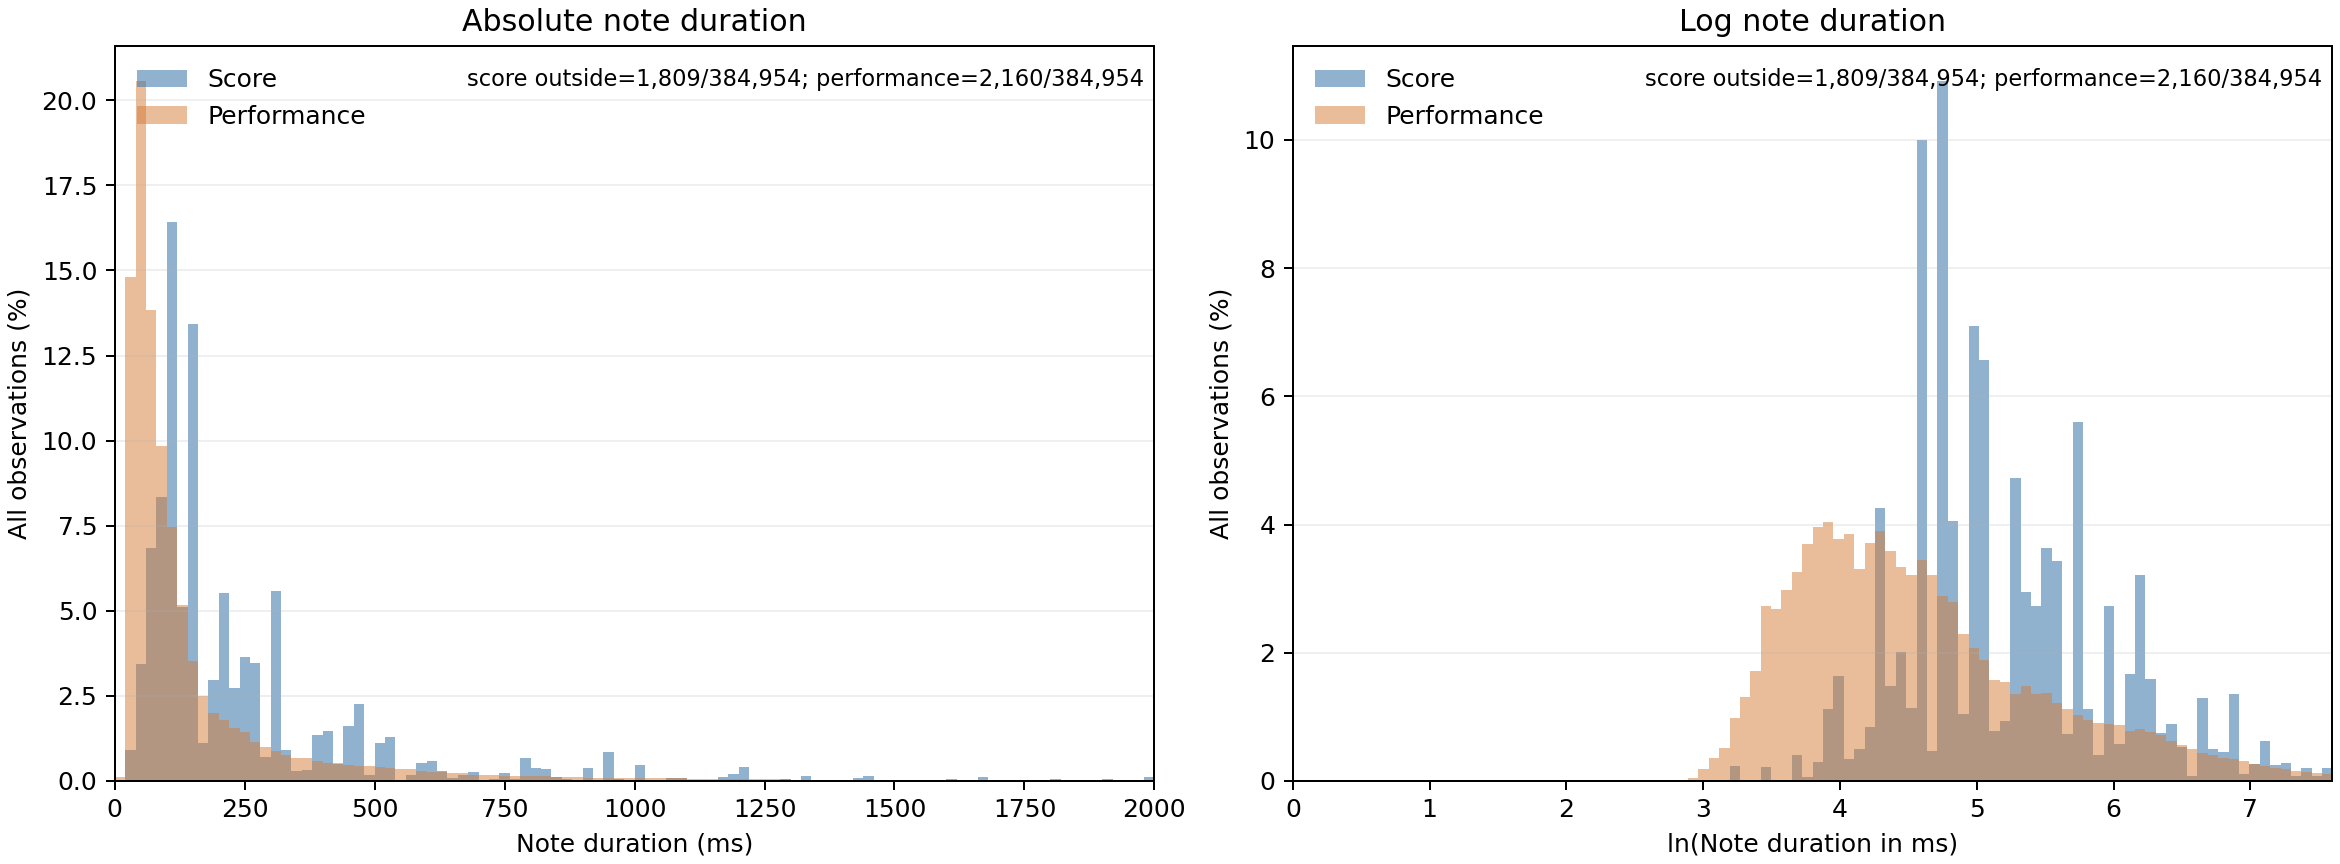 Absolute note duration
Score
Performance
score outside=1,809/384,954; performance=2,160/384,954
All observations (%)
20.0
17.5
15.0
12.5
10.0
7.5
5.0
2.5
0.0
0 250 500 750 1000 1250 1500 1750 2000
Note duration (ms)
Log note duration
Score
Performance
score outside=1,809/384,954; performance=2,160/384,954
All observations (%)
10
8
6
4
2
0
0 1 2 3 4 5 6 7
ln(Note duration in ms)